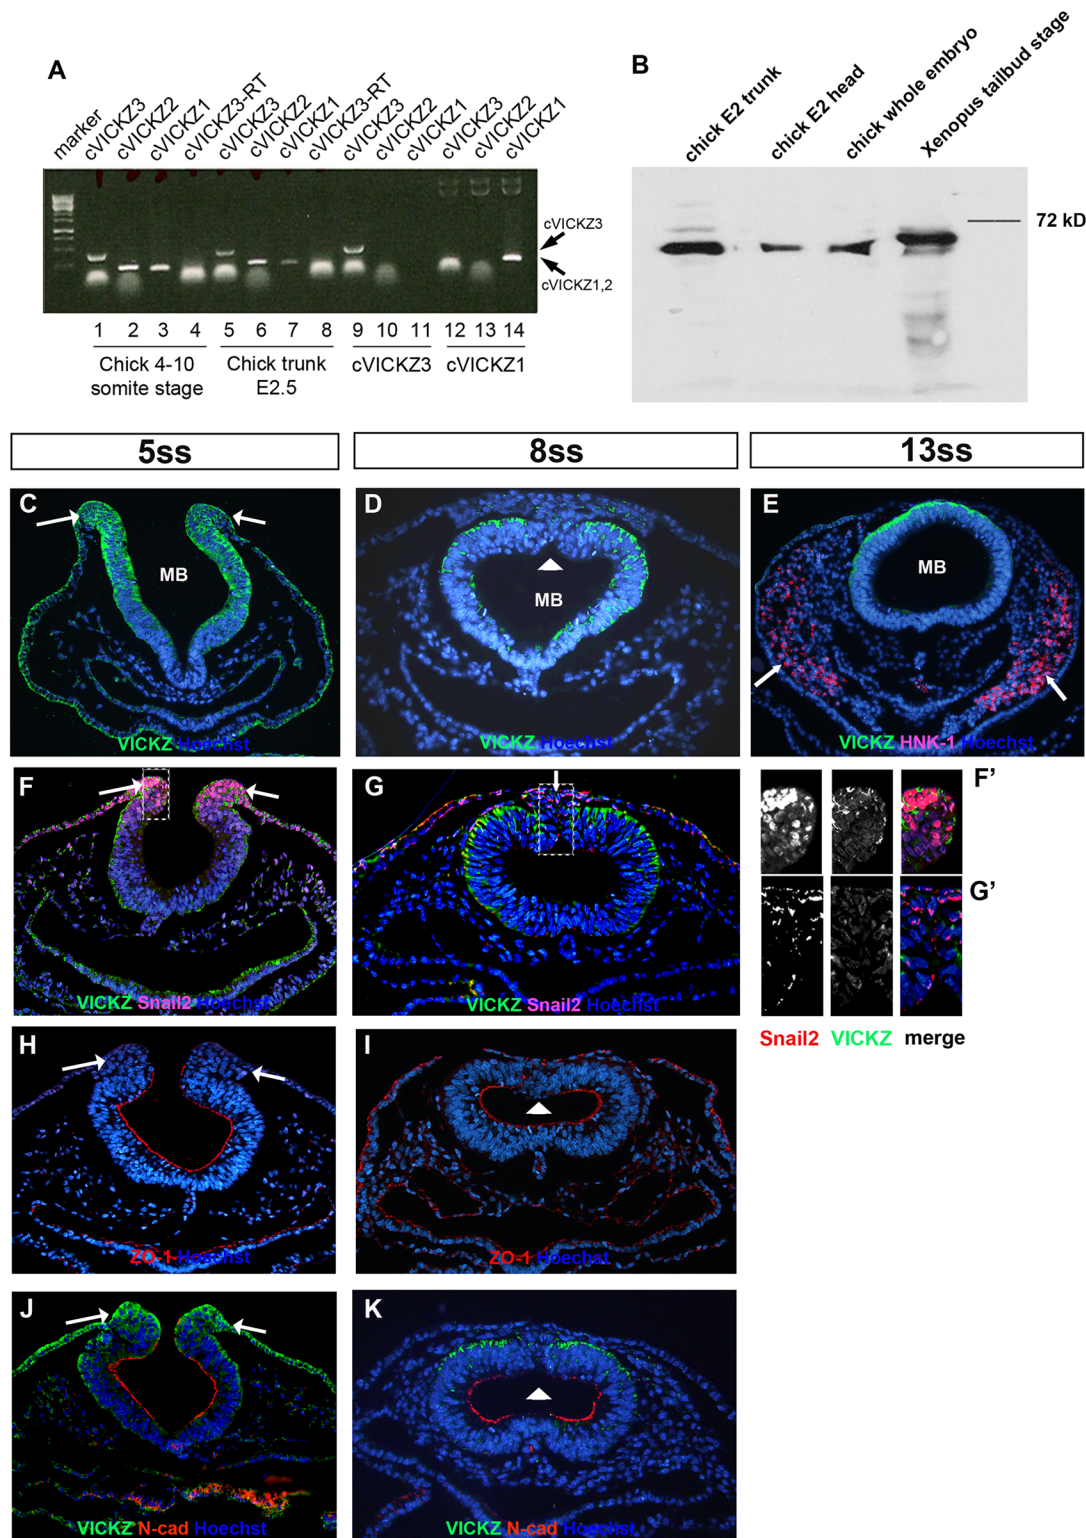 A
marker
cVICKZ3
cVICKZ2
cVICKZ1
cVICKZ3-RT
cVICKZ3
cVICKZ2
cVICKZ1
cVICKZ3-RT
cVICKZ3
cVICKZ2
cVICKZ1
cVICKZ3
cVICKZ2
cVICKZ1
cVICKZ3
cVICKZ1,2
1 2 3 4 5 6 7 8 9 10 11 12 13 14
Chick 4-10
somite stage
Chick trunk
E2.5
cVICKZ3
cVICKZ1
B
chick E2 trunk
chick E2 head
chick whole embryo
Xenopus tailbud stage
72 kD
5ss
8ss
13ss
C
MB
VICKZ Hoechst
D
MB
VICKZ Hoechst
E
MB
VICKZ HNK-1 Hoechst
F
VICKZ Snail2 Hoechst
G
VICKZ Snail2 Hoechst
F’
G’
Snail2 VICKZ merge
H
ZO-1 Hoechst
I
ZO-1 Hoechst
J
VICKZ N-cad Hoechst
K
VICKZ N-cad Hoechst